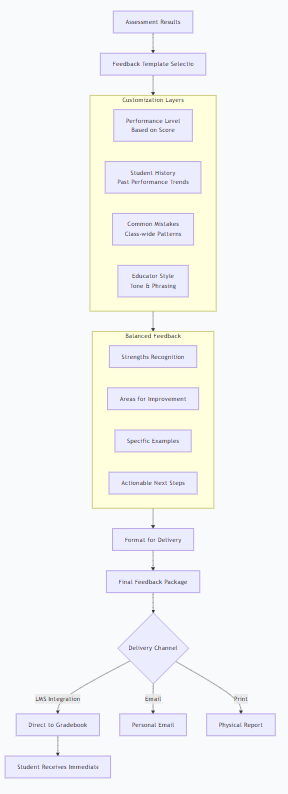 Assessment Results
Feedback Template Selectio
Customization Layers
Performance Level
Based on Score
Student History
Past Performance Trends
Common Mistakes
Class-wide Patterns
Educator Style
Tone & Phrasing
Balanced Feedback
Strengths Recognition
Areas for Improvement
Specific Examples
Actionable Next Steps
Format for Delivery
Final Feedback Package
Delivery Channel
LMS Integration
Email
Print
Direct to Gradebook
Personal Email
Physical Report
Student Receives Immediate